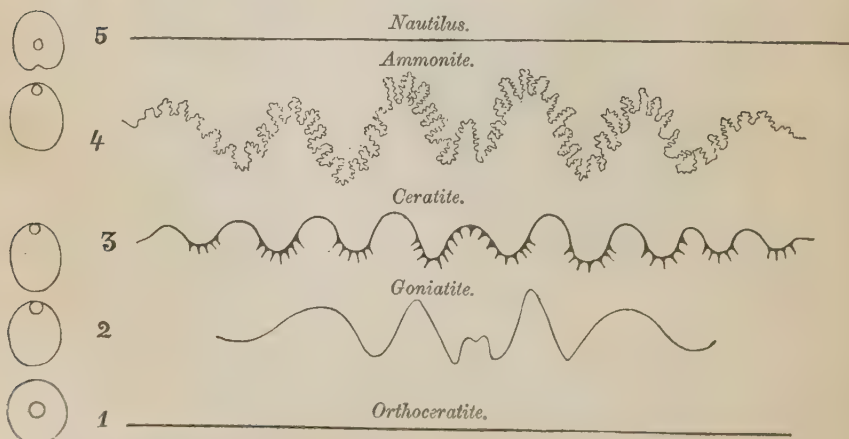 Nautilus.
5
Ammonite.
4
Ceratite.
3
Goniatite.
2
Orthoceratite.
1